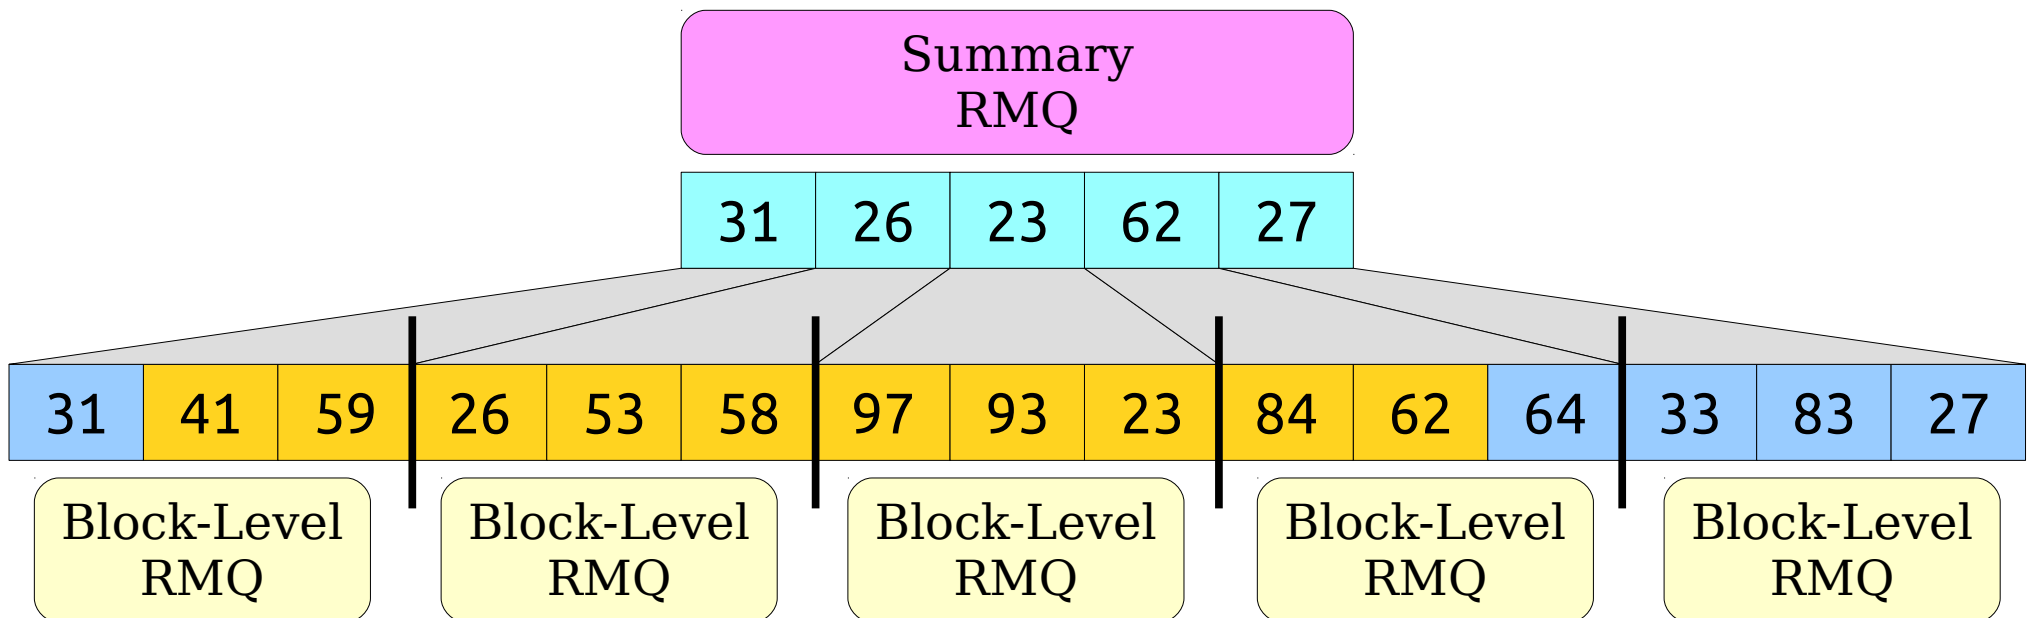 Summary
RMQ
31 26 23 62 27
31 41 59 26 53 58 97 93 23 84 62 64 33 83 27
Block-Level Block-Level Block-Level Block-Level Block-Level
RMQ RMQ RMQ RMQ RMQ